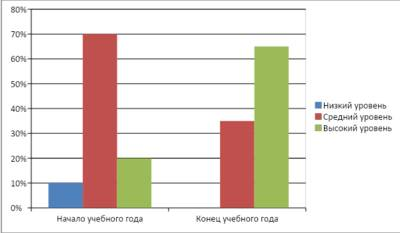 80%
70%
60%
50%
40%
30%
20%
10%
0%
Начало учебного года
Конец учебного года
Низкий уровень
Средний уровень
Высокий уровень